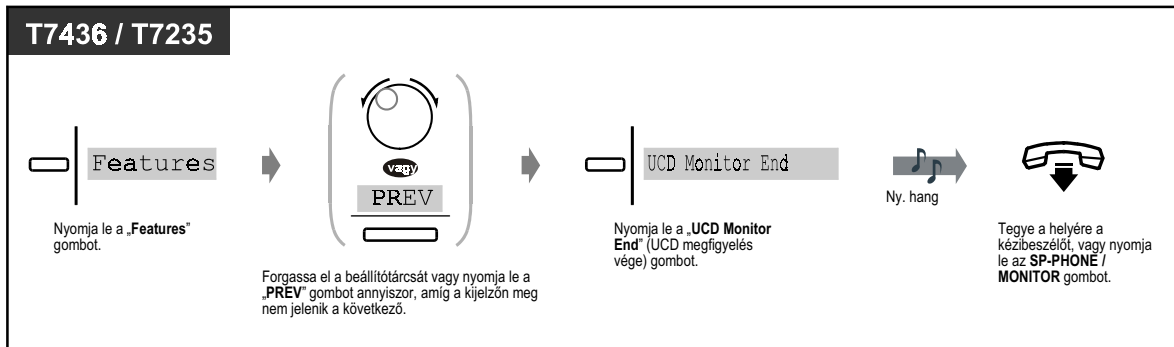 T7436 / T7235
Features
vagy
PREV
UCD Monitor End
Ny. hang
Nyomja le a „Features”
gombot.
Forgassa el a beállítótárcsát vagy nyomja le a
„PREV” gombot annyiszor, amíg a kijelzőn meg
nem jelenik a következő.
Nyomja le a „UCD Monitor
End” (UCD megfigyelés
vége) gombot.
Tegye a helyére a
kézibeszélőt, vagy nyomja
le az SP-PHONE /
MONITOR gombot.